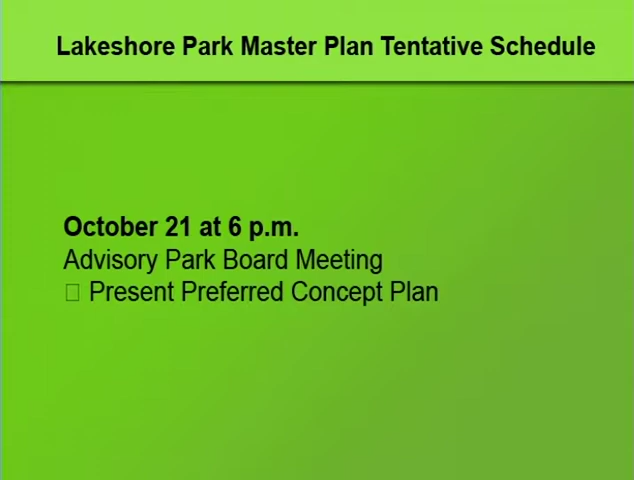 Lakeshore Park Master Plan Tentative Schedule
October 21 at 6 p.m.
Advisory Park Board Meeting
□ Present Preferred Concept Plan